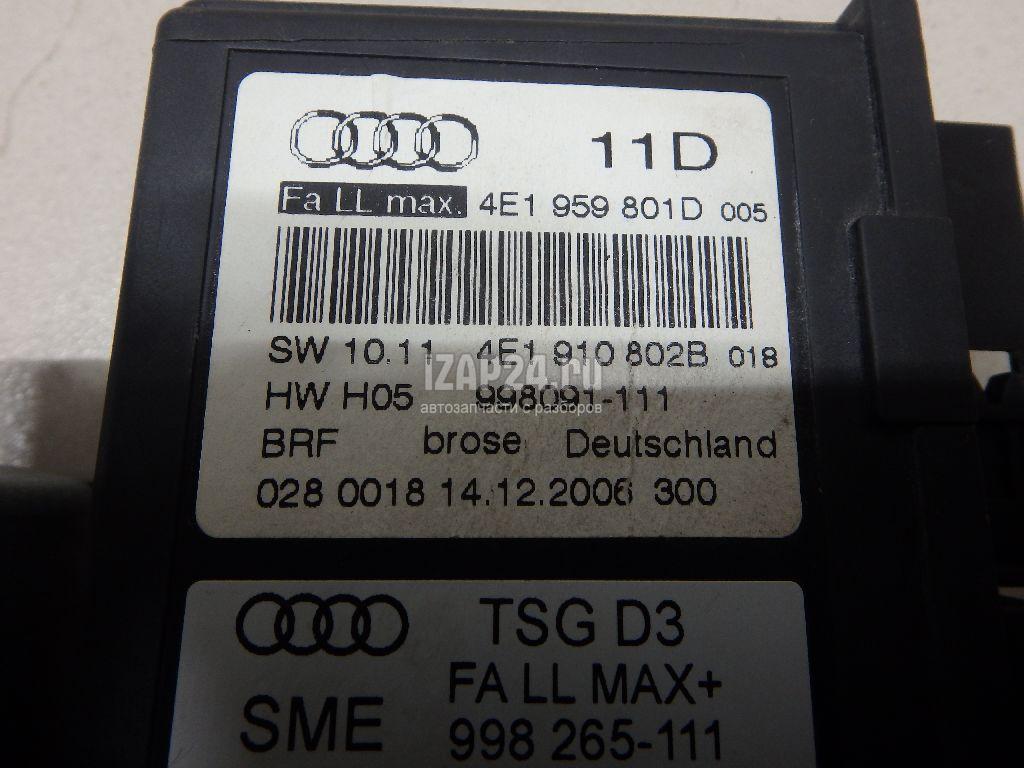 11D
Fa LL max. 4E1 959 801D 005
SW 10.11 4E1 910 802B 018
IZAP24.ru
HW H05 998091-111
автозапчасти с разборов
BRF brose Deutschland
028 0018 14.12.2006 300
TSG D3
FA LL MAX+
SME 998 265-111